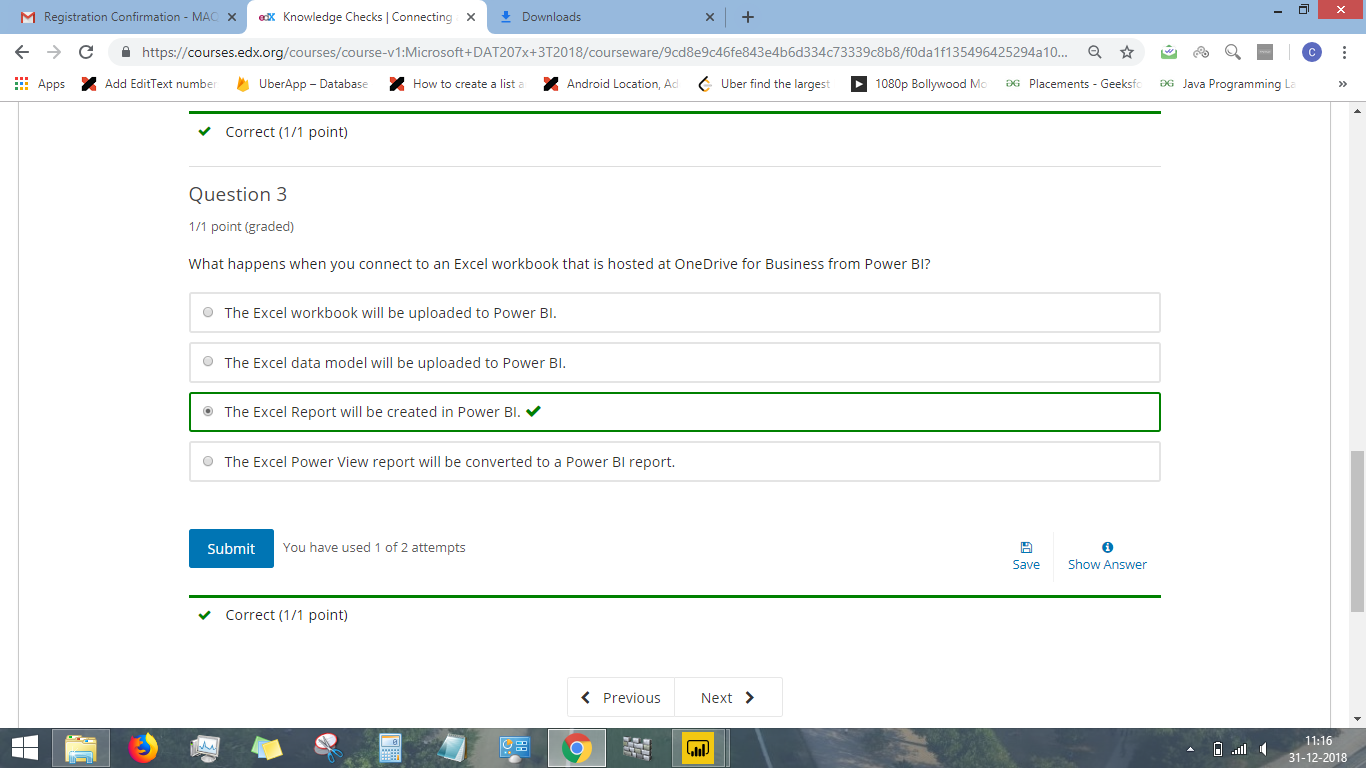 Registration Confirmation - MAC
edX Knowledge Checks | Connecting
Downloads
https://courses.edx.org/courses/course-v1:Microsoft+DAT207x+3T2018/courseware/9cd8e9c46fe843e4b6d334c73339c8b8/f0da1f135496425294a10...
C
Apps
Add EditText number
UberApp – Database
How to create a list a
Android Location, Ad
Uber find the largest
1080p Bollywood Mo
Placements - Geeksfo
Java Programming La
Correct (1/1 point)
Question 3
1/1 point (graded)
What happens when you connect to an Excel workbook that is hosted at OneDrive for Business from Power BI?
The Excel workbook will be uploaded to Power BI.
The Excel data model will be uploaded to Power BI.
The Excel Report will be created in Power BI.
The Excel Power View report will be converted to a Power BI report.
Submit You have used 1 of 2 attempts
Save Show Answer
Correct (1/1 point)
Previous Next
11:16
31-12-2018